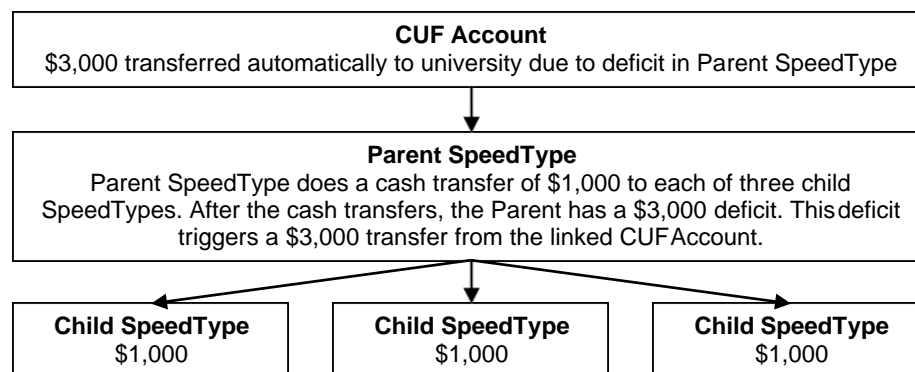 CUF Account
$3,000 transferred automatically to university due to deficit in Parent SpeedType
Parent SpeedType
Parent SpeedType does a cash transfer of $1,000 to each of three child
SpeedTypes. After the cash transfers, the Parent has a $3,000 deficit. This deficit
triggers a $3,000 transfer from the linked CUF Account.
Child SpeedType
$1,000
Child SpeedType
$1,000
Child SpeedType
$1,000